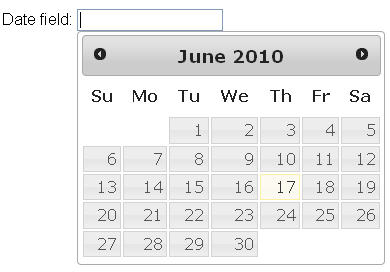 Date field:
June 2010
Su Mo Tu We Th Fr Sa
1 2 3 4 5
6 7 8 9 10 11 12
13 14 15 16 17 18 19
20 21 22 23 24 25 26
27 28 29 30